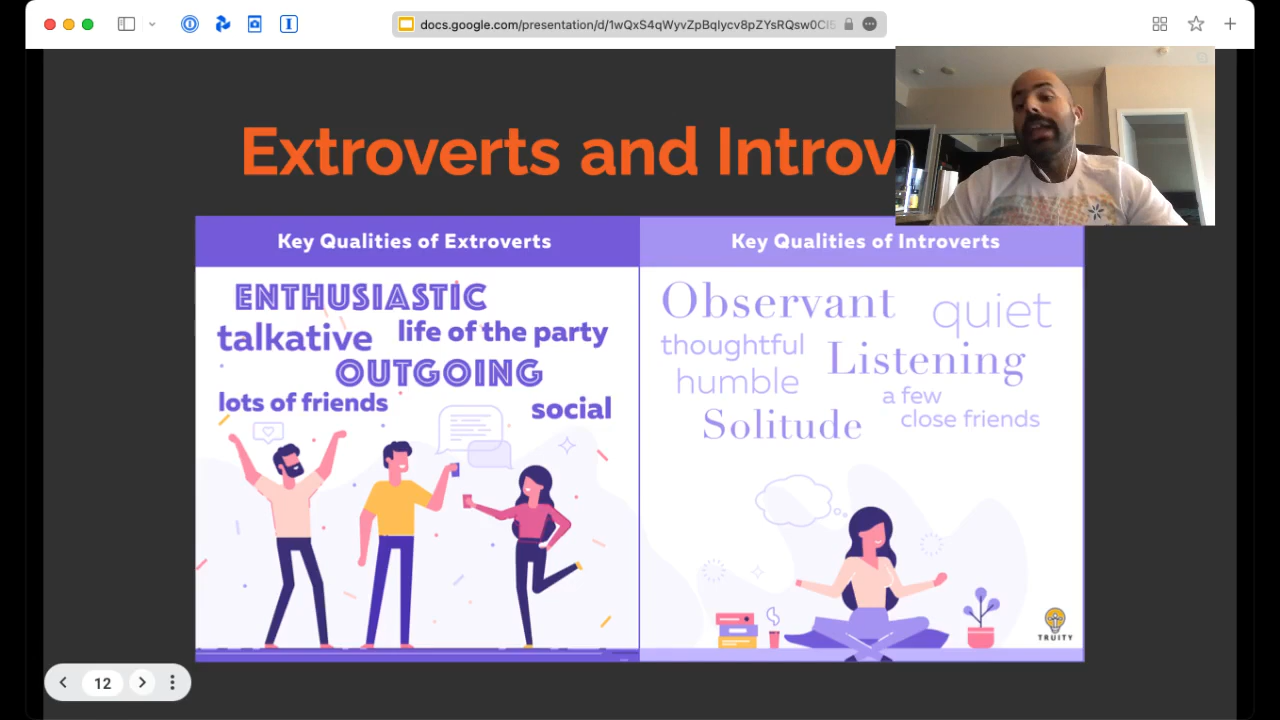 docs.google.com/presentation/d/1wQxS4qWyvZpBqlycv8pZYsRQsw0CI5
Extroverts and Introv
Key Qualities of Extroverts
ENTHUSIASTIC
talkative
life of the party
OUTGOING
lots of friends
social
Key Qualities of Introverts
Observant
quiet
thoughtful
Listening
humble
a few
close friends
Solitude
TRUITY
12